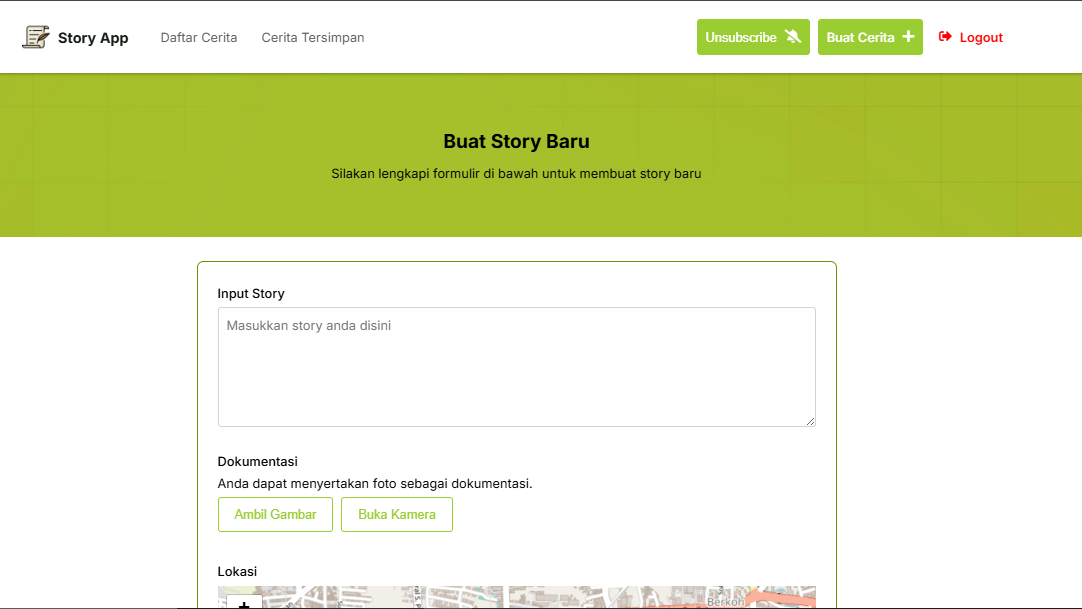 Story App
Daftar Cerita
Cerita Tersimpan
Unsubscribe
Buat Cerita +
Logout
Buat Story Baru
Silakan lengkapi formulir di bawah untuk membuat story baru
Input Story
Masukkan story anda disini
Dokumentasi
Anda dapat menyertakan foto sebagai dokumentasi.
Ambil Gambar
Buka Kamera
Lokasi
+